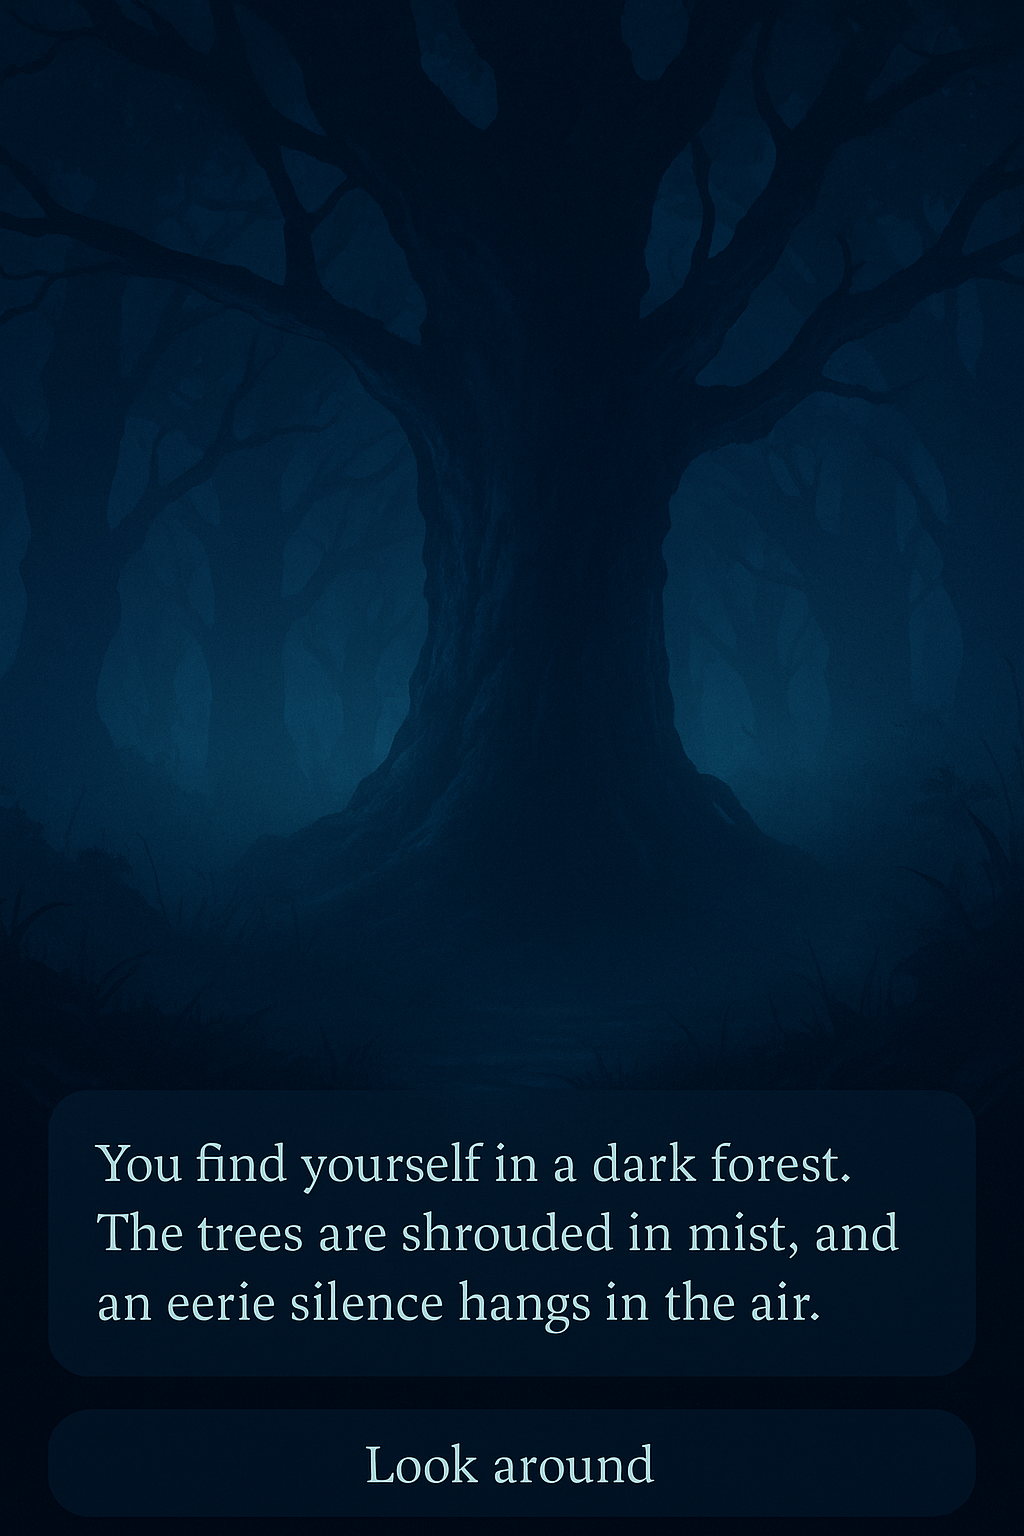 You find yourself in a dark forest.
The trees are shrouded in mist, and
an eerie silence hangs in the air.
Look around